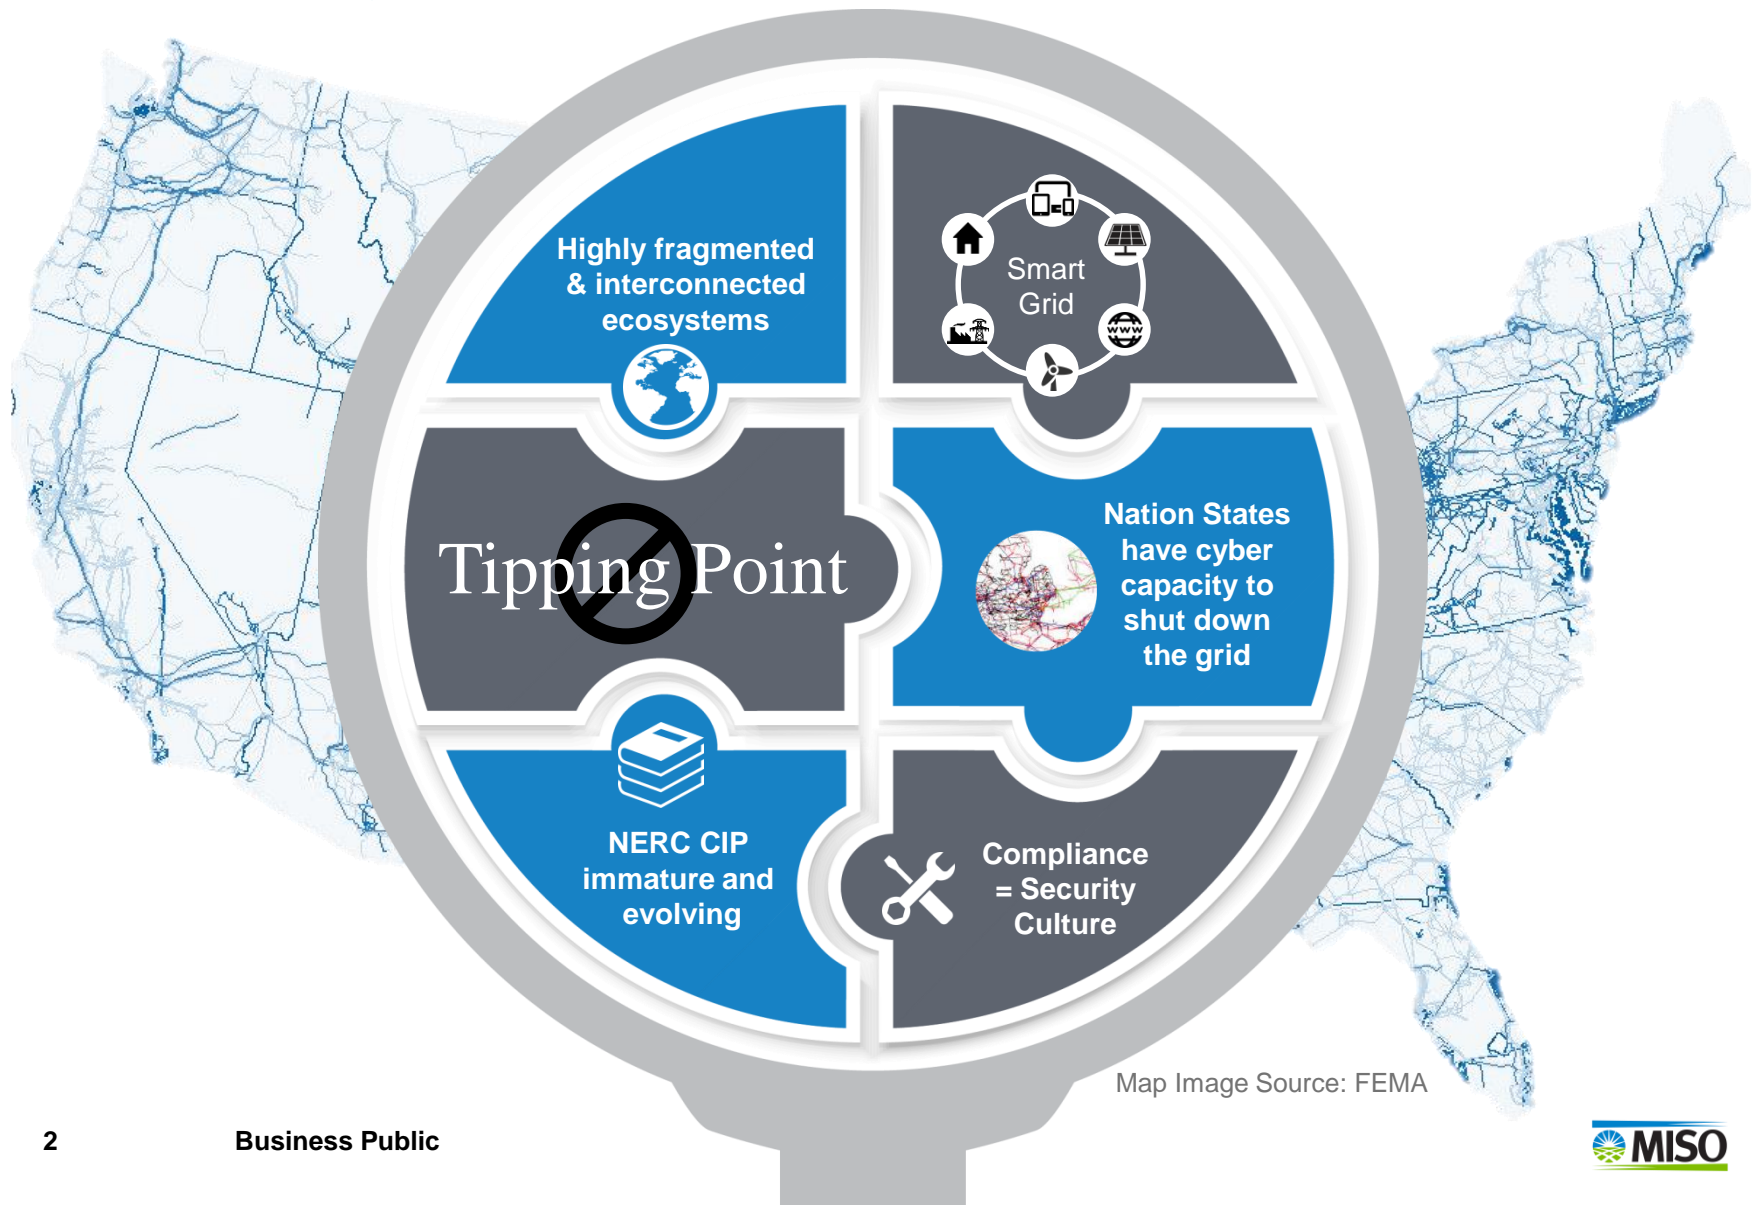 Highly fragmented
& interconnected
ecosystems
Smart
Grid
www
Tipping Point
Nation States
have cyber
capacity to
shut down
the grid
NERC CIP
immature and
evolving
Compliance
= Security
Culture
Map Image Source: FEMA
2
Business Public
MISO